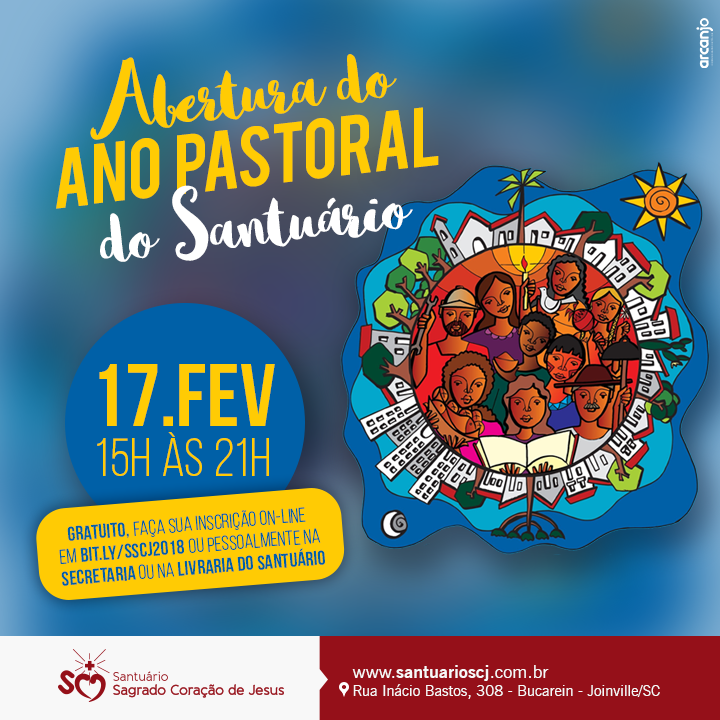 arcanjo
Abertura do
ANO PASTORAL
do Santuário
17.FEV
15H ÀS 21H
GRATUITO, FAÇA SUA INSCRIÇÃO ON-LINE
EM BIT.LY/SSCJ2018 OU PESSOALMENTE NA
SECRETARIA OU NA LIVRARIA DO SANTUÁRIO
Santuário
Sagrado Coração de Jesus
www.santuarioscj.com.br
Rua Inácio Bastos, 308 - Bucarein - Joinville/SC